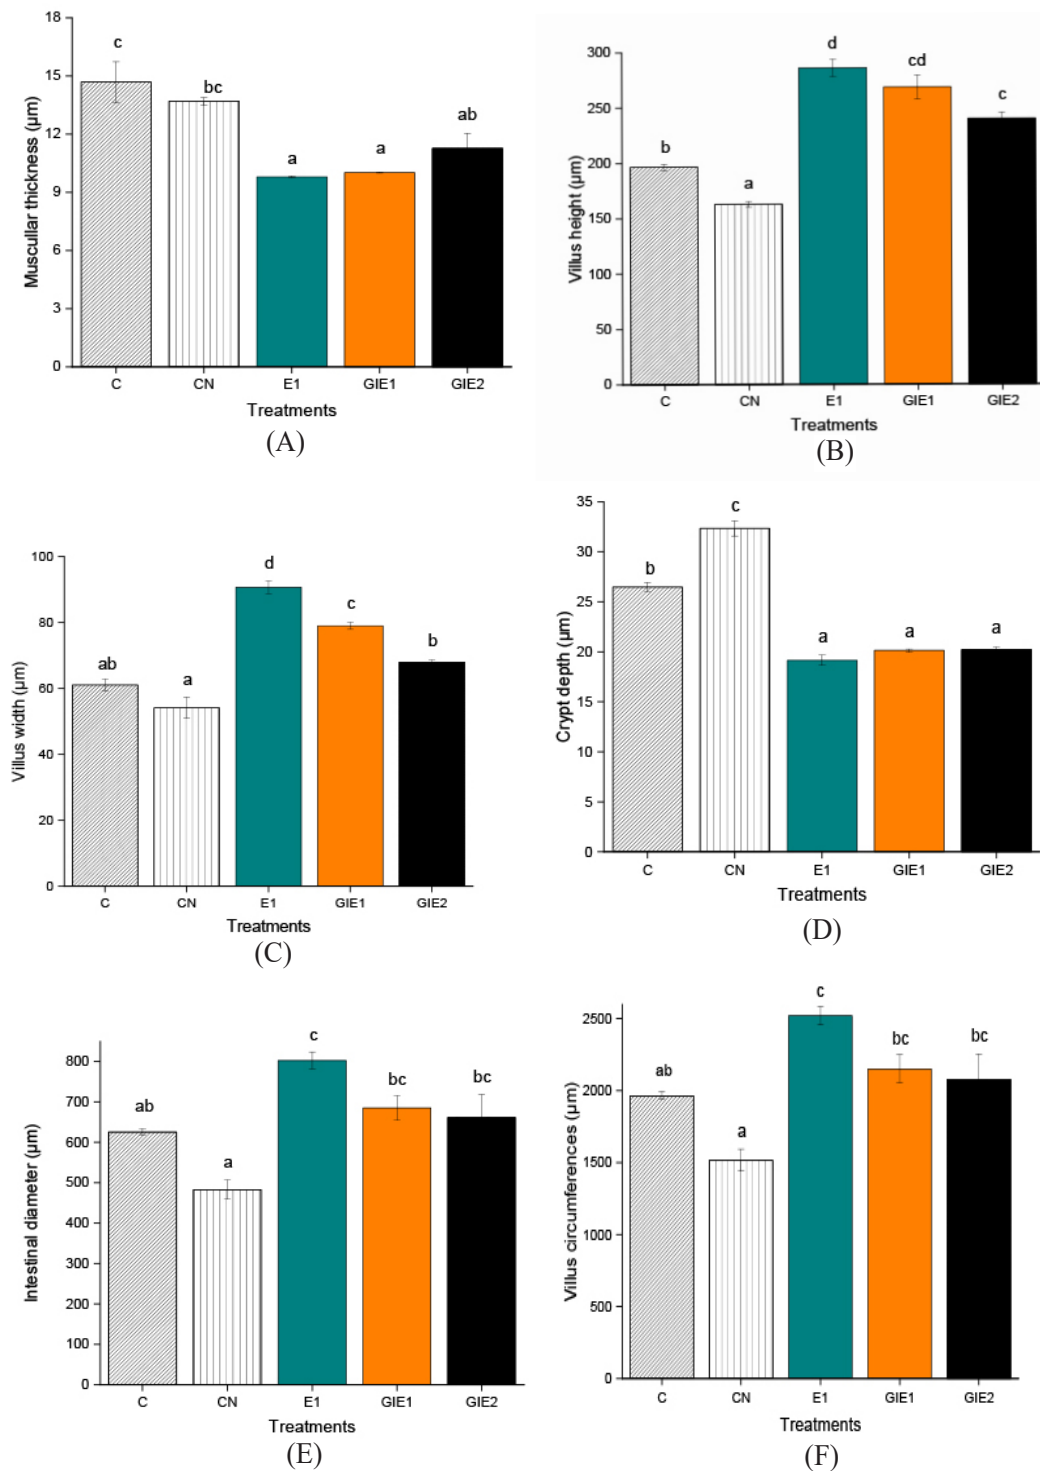 18
15
12
9
6
3
0
Muscullar thickness (µm)
c
bc
a
a
ab
C CN E1 GIE1 GIE2
Treatments
(A)
300
250
200
150
100
50
0
Villus height (µm)
b
a
d
cd
c
C CN E1 GIE1 GIE2
Treatments
(B)
100
80
60
40
20
0
Villus width (µm)
ab
a
d
c
b
C CN E1 GIE1 GIE2
Treatments
(C)
35
30
25
20
15
10
5
0
Crypt depth (µm)
b
c
a
a
a
C CN E1 GIE1 GIE2
Treatments
(D)
800
700
600
500
400
300
200
100
0
Intestinal diameter (µm)
ab
a
c
bc
bc
C CN E1 GIE1 GIE2
Treatments
(E)
2500
2000
1500
1000
500
0
Villus circumferences (µm)
ab
a
c
bc
bc
C CN E1 GIE1 GIE2
Treatments
(F)